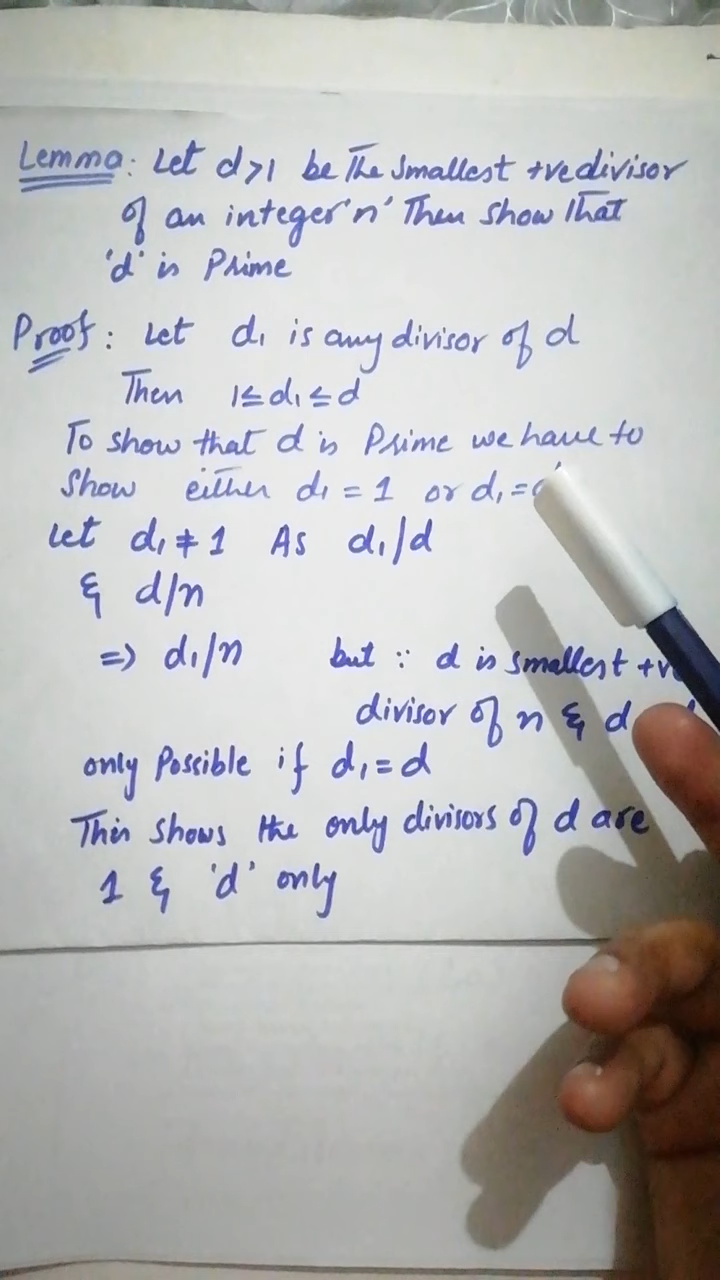 Lemma: Let d>1 be the smallest +ve divisor
of an integer 'n' Then show that
'd' is Prime
Proof: Let d₁ is any divisor of d
Then 1≤d₁≤d
To show that d is Prime we have to
Show either d₁ = 1 or d₁ =
Let d₁ ≠ 1 As d₁/d
& d/n
=> d₁/n but ∵ d is smallest
divisor of n & d
only Possible if d₁=d
This shows the only divisors of d are
1 & 'd' only